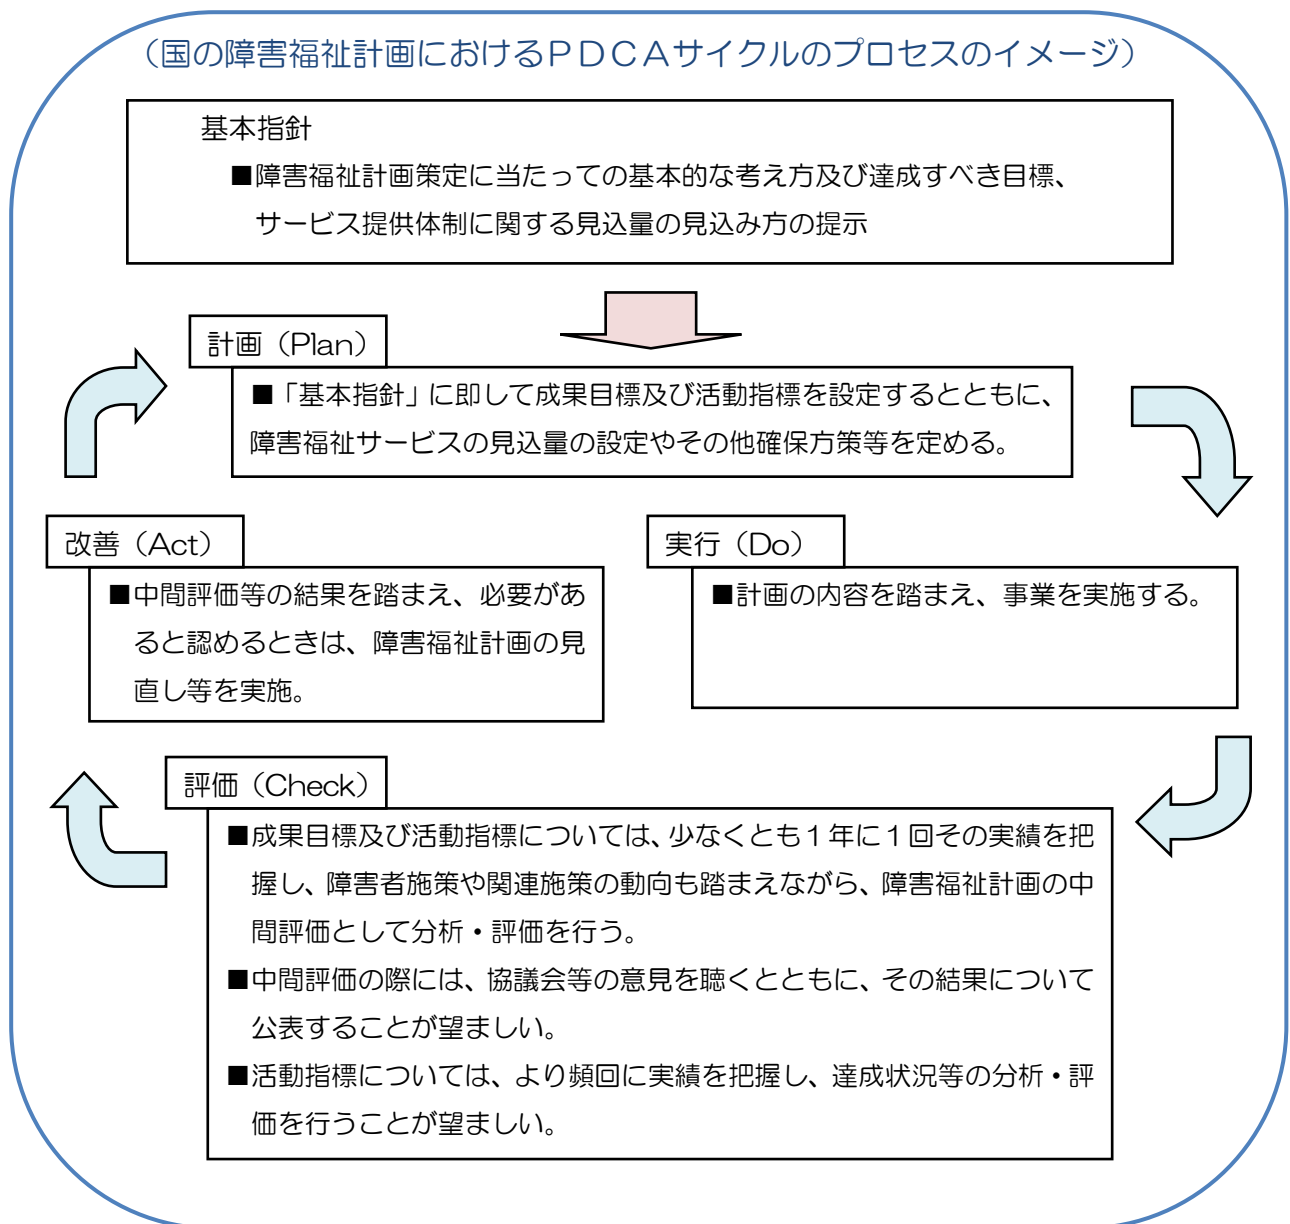 （国の障害福祉計画におけるＰＤＣＡサイクルのプロセスのイメージ）
基本指針
■障害福祉計画策定に当たっての基本的な考え方及び達成すべき目標、
サービス提供体制に関する見込量の見込み方の提示
計画（Plan）
■「基本指針」に即して成果目標及び活動指標を設定するとともに、
障害福祉サービスの見込量の設定やその他確保方策等を定める。
改善（Act）
■中間評価等の結果を踏まえ、必要があ
ると認めるときは、障害福祉計画の見
直し等を実施。
実行（Do）
■計画の内容を踏まえ、事業を実施する。
評価（Check）
■成果目標及び活動指標については、少なくとも１年に１回その実績を把
握し、障害者施策や関連施策の動向も踏まえながら、障害福祉計画の中
間評価として分析・評価を行う。
■中間評価の際には、協議会等の意見を聴くとともに、その結果について
公表することが望ましい。
■活動指標については、より頻回に実績を把握し、達成状況等の分析・評
価を行うことが望ましい。